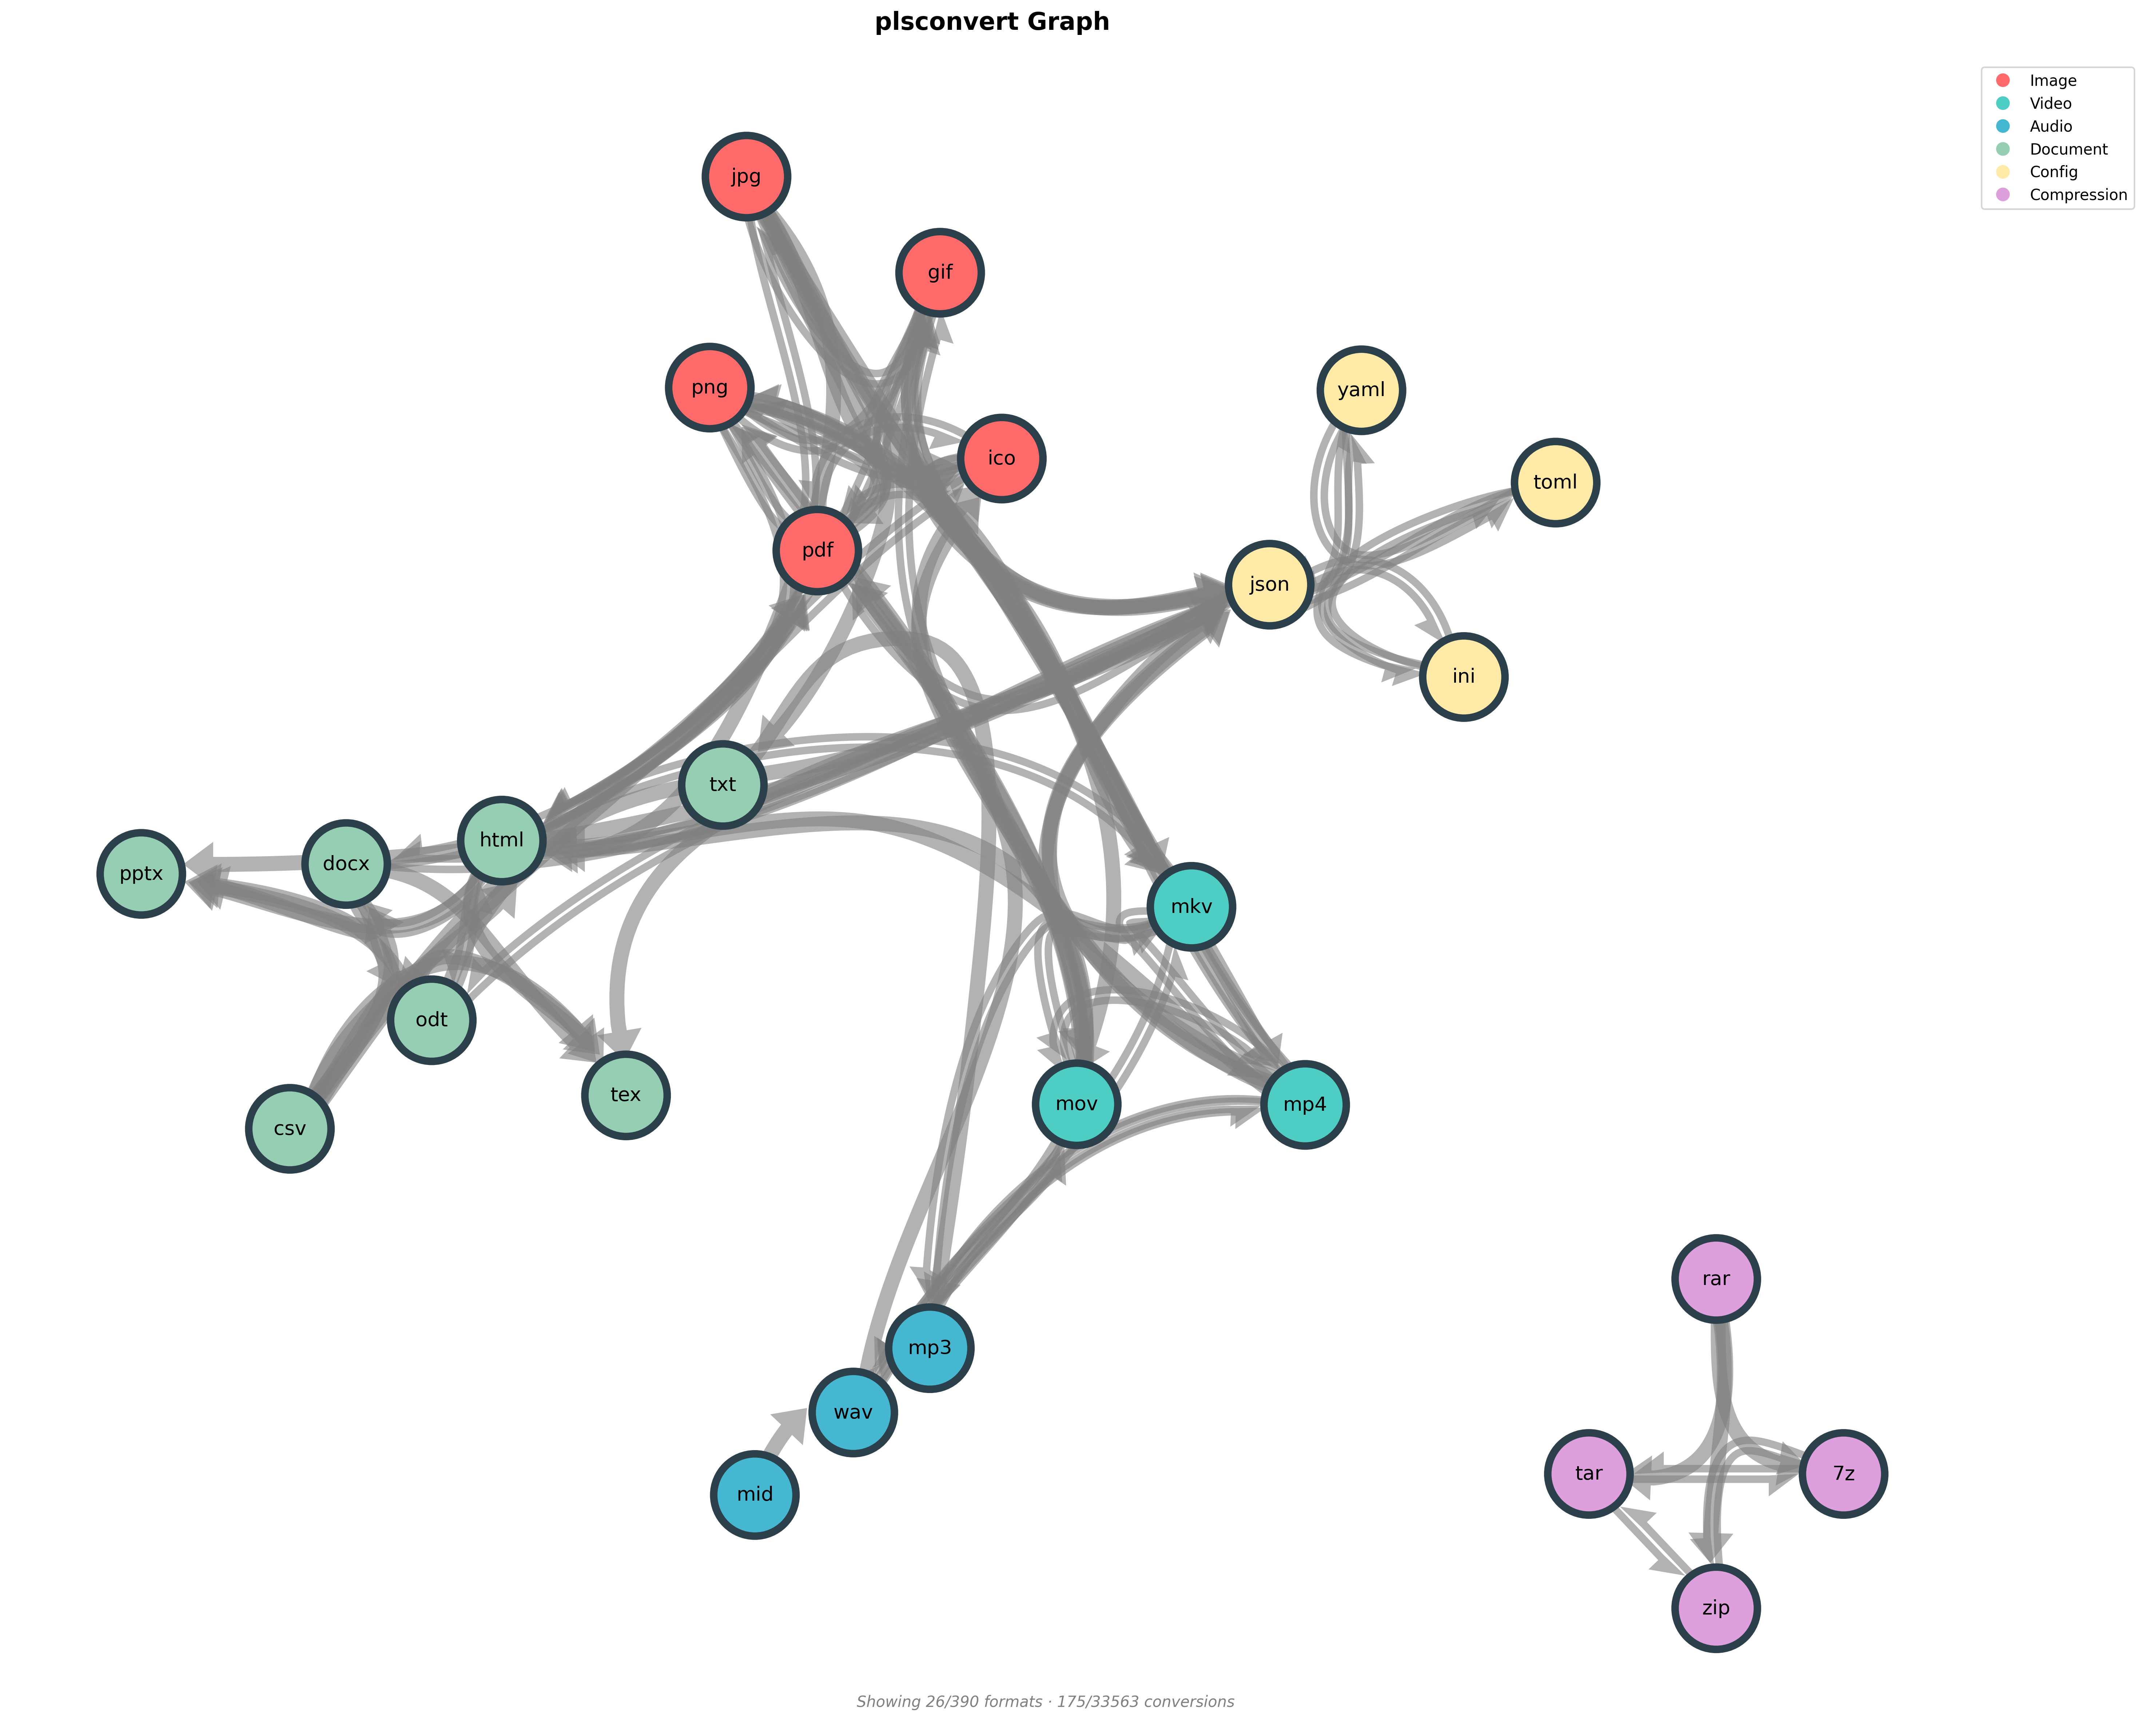 plsconvert Graph
Image
Video
Audio
Document
Config
Compression
jpg
gif
png
ico
yaml
toml
pdf
json
ini
txt
html
docx
pptx
mkv
odt
tex
mov
mp4
csv
rar
mp3
wav
tar
7z
mid
zip
Showing 26/390 formats · 175/33563 conversions